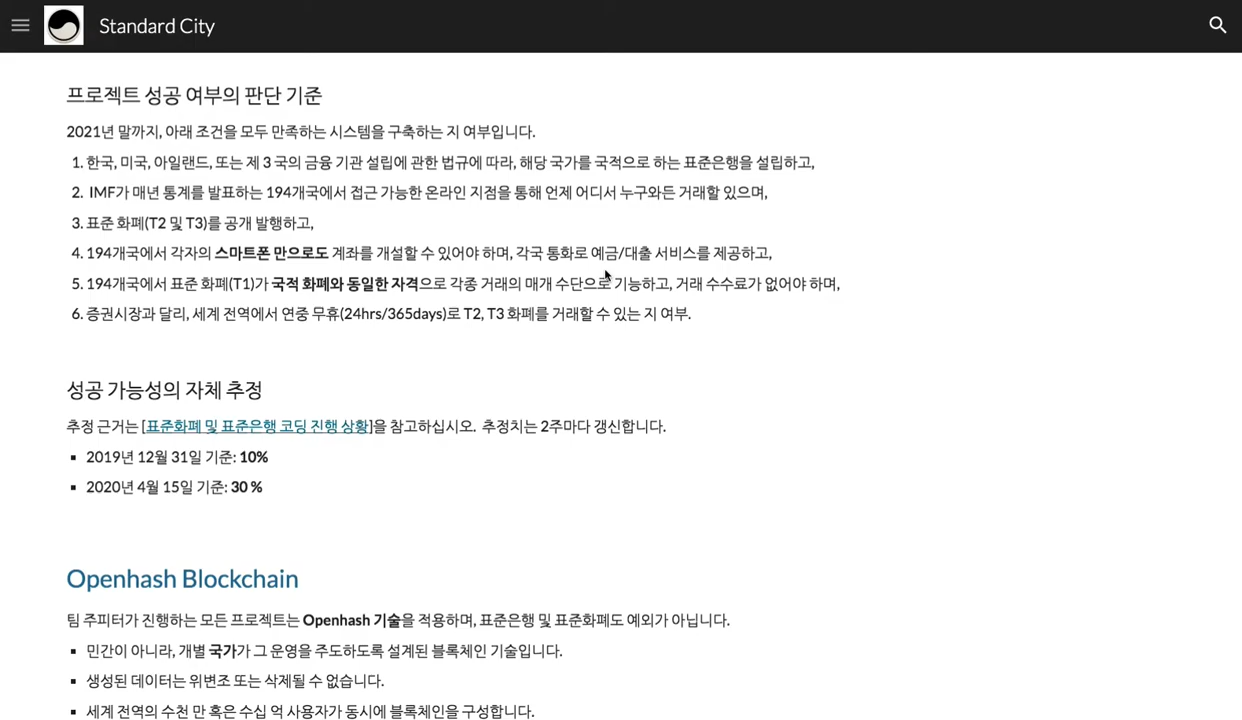 Standard City
프로젝트 성공 여부의 판단 기준
2021년 말까지, 아래 조건을 모두 만족하는 시스템을 구축하는 지 여부입니다.
1. 한국, 미국, 아일랜드, 또는 제 3 국의 금융 기관 설립에 관한 법규에 따라, 해당 국가를 국적으로 하는 표준은행을 설립하고,
2. IMF가 매년 통계를 발표하는 194개국에서 접근 가능한 온라인 지점을 통해 언제 어디서 누구와든 거래할 있으며,
3. 표준 화폐(T2 및 T3)를 공개 발행하고,
4. 194개국에서 각자의 스마트폰 만으로도 계좌를 개설할 수 있어야 하며, 각국 통화로 예금/대출 서비스를 제공하고,
5. 194개국에서 표준 화폐(T1)가 국적 화폐와 동일한 자격으로 각종 거래의 매개 수단으로 기능하고, 거래 수수료가 없어야 하며,
6. 증권시장과 달리, 세계 전역에서 연중 무휴(24hrs/365days)로 T2, T3 화폐를 거래할 수 있는 지 여부.
성공 가능성의 자체 추정
추정 근거는 [표준화폐 및 표준은행 코딩 진행 상황]을 참고하십시오. 추정치는 2주마다 갱신합니다.
▪ 2019년 12월 31일 기준: 10%
▪ 2020년 4월 15일 기준: 30 %
Openhash Blockchain
팀 주피터가 진행하는 모든 프로젝트는 Openhash 기술을 적용하며, 표준은행 및 표준화폐도 예외가 아닙니다.
▪ 민간이 아니라, 개별 국가가 그 운영을 주도하도록 설계된 블록체인 기술입니다.
▪ 생성된 데이터는 위변조 또는 삭제될 수 없습니다.
▪ 세계 전역의 수천 만 혹은 수십 억 사용자가 동시에 블록체인을 구성합니다.